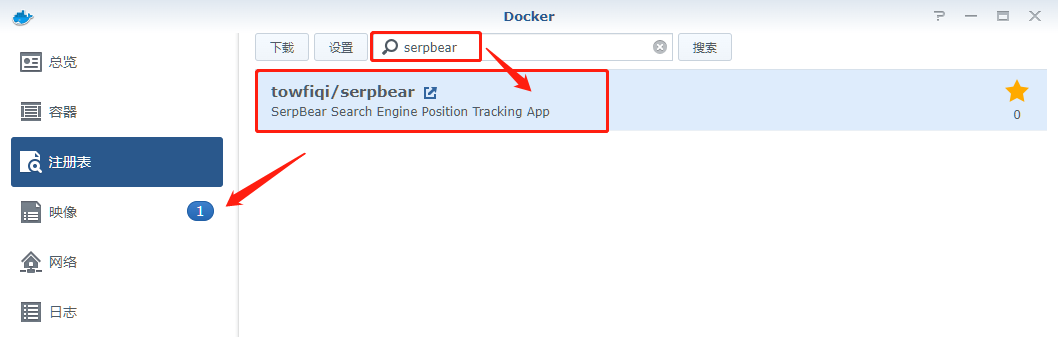 Docker
下载
设置
serpbear
搜索
总览
容器
注册表
映像
1
网络
日志
towfiqi/serpbear
SerpBear Search Engine Position Tracking App
0